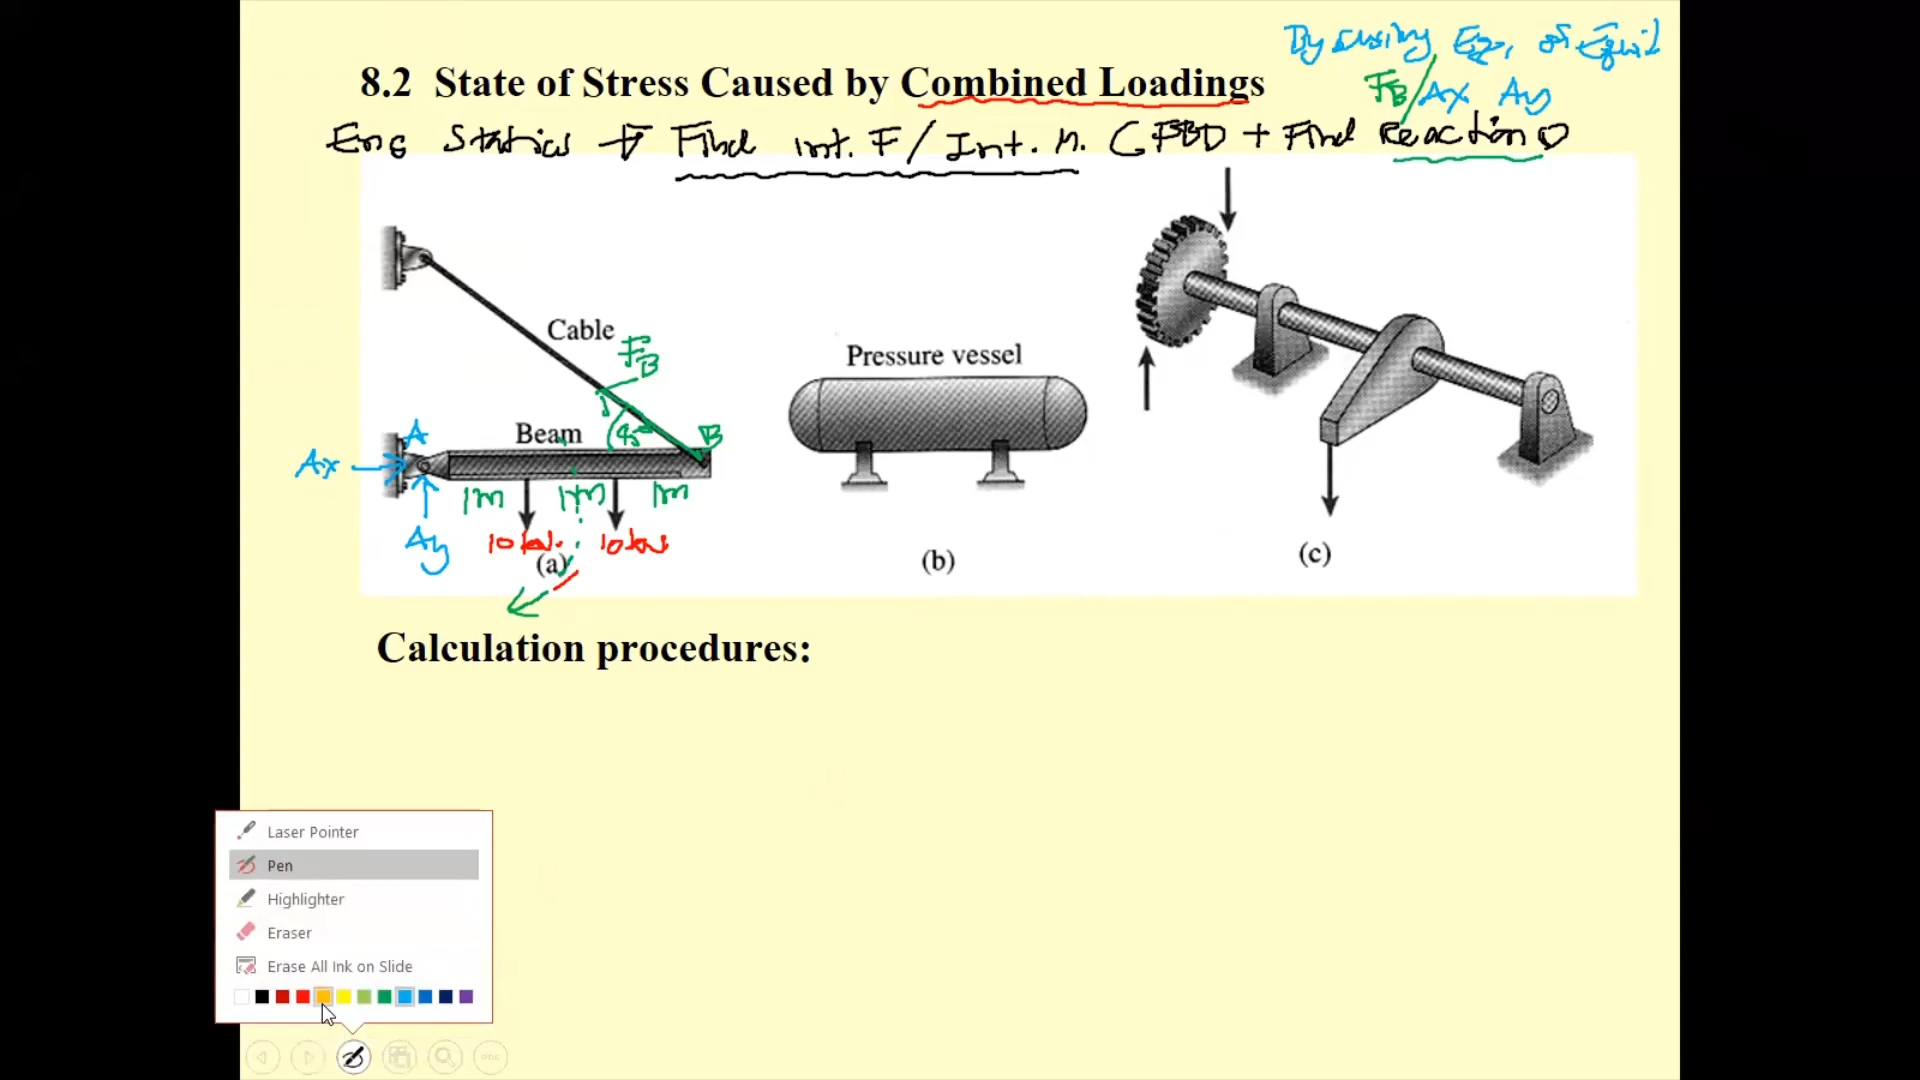 By using Eq. of Equil
8.2 State of Stress Caused by Combined Loadings
FB/Ax Ay
Eng Statics → Find int. F/Int. M. (FBD + Find Reaction)
Cable
FB
Pressure vessel
A
Beam
45°
B
Ax
1m 1m 1m
Ay
10 kN. 10 kN
(a)
(b)
(c)
Calculation procedures:
Laser Pointer
Pen
Highlighter
Eraser
Erase All Ink on Slide